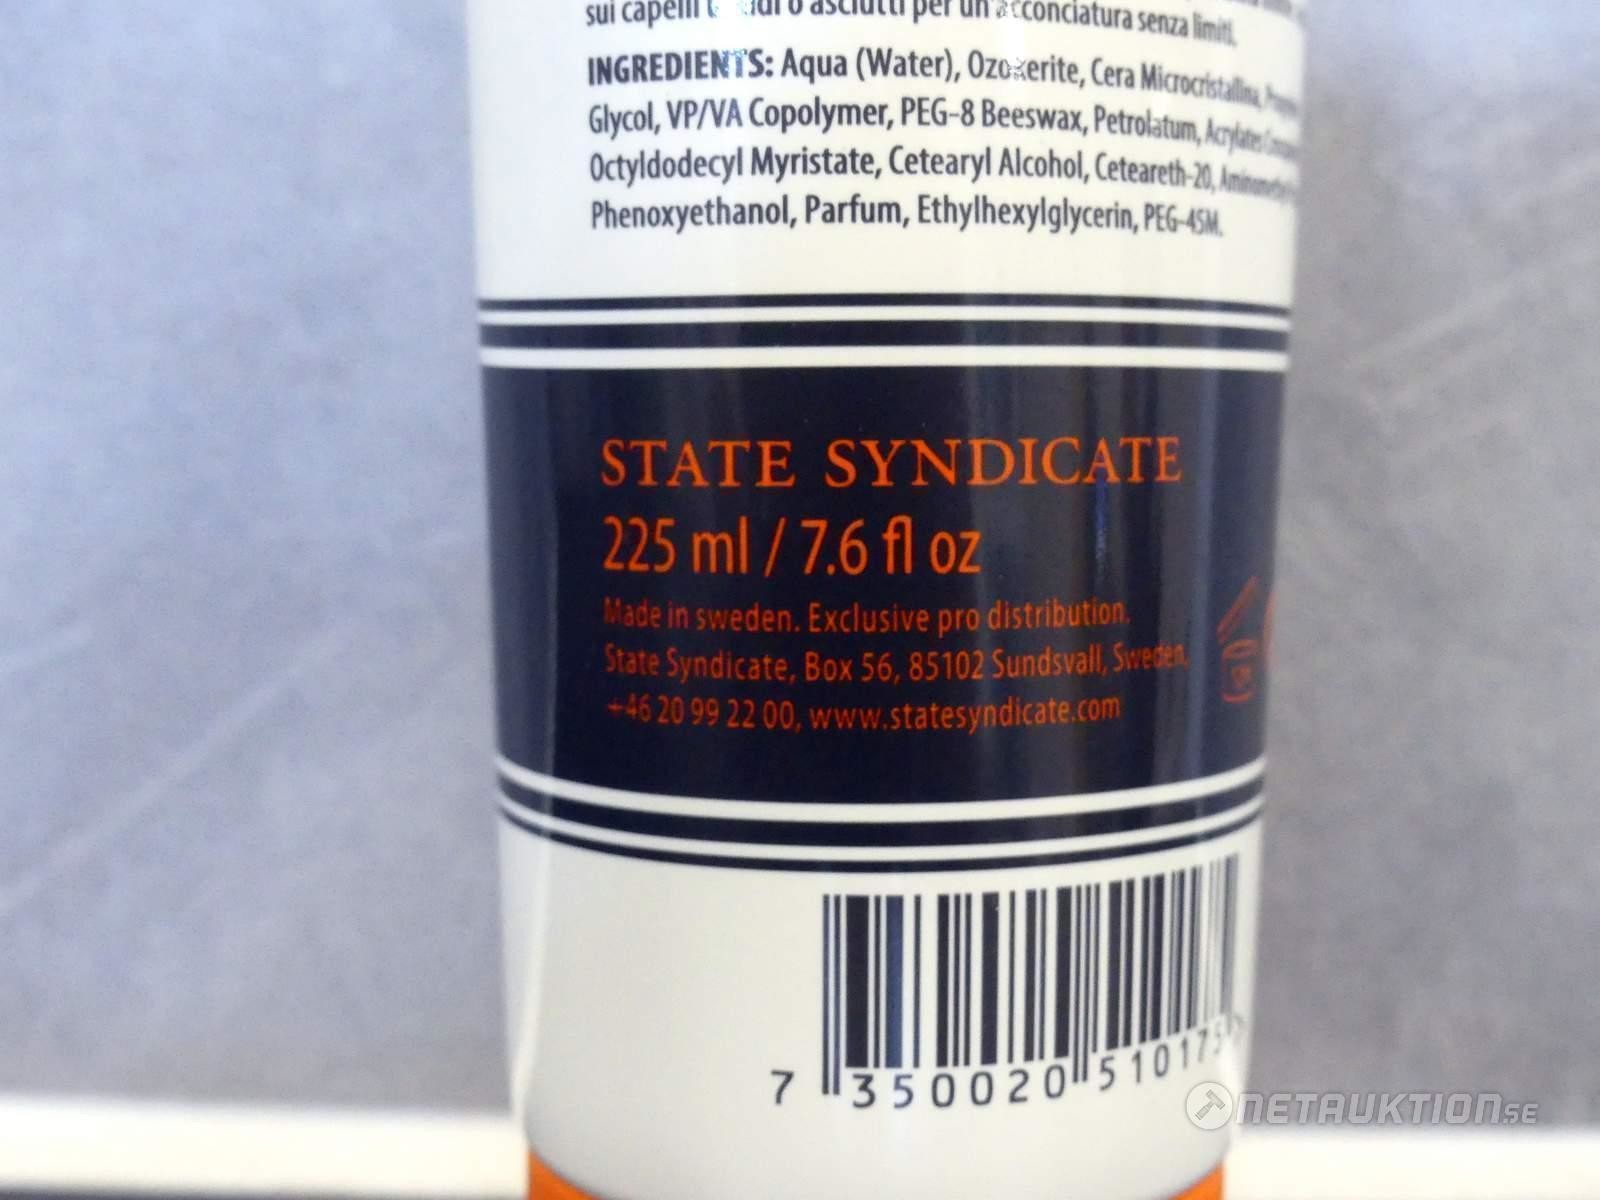 sui capelli o asciutti per un'acconciatura senza limiti.
INGREDIENTS: Aqua (Water), Ozokerite, Cera Microcristallina,
Glycol, VP/VA Copolymer, PEG-8 Beeswax, Petrolatum, Acrylates
Octyldodecyl Myristate, Cetearyl Alcohol, Ceteareth-20,
Phenoxyethanol, Parfum, Ethylhexylglycerin, PEG-45M.
STATE SYNDICATE
225 ml / 7.6 fl oz
Made in sweden. Exclusive pro distribution.
State Syndicate, Box 56, 85102 Sundsvall, Sweden,
+46 20 99 22 00, www.statesyndicate.com
7 350020 510175 >
NETAUKTION.SE